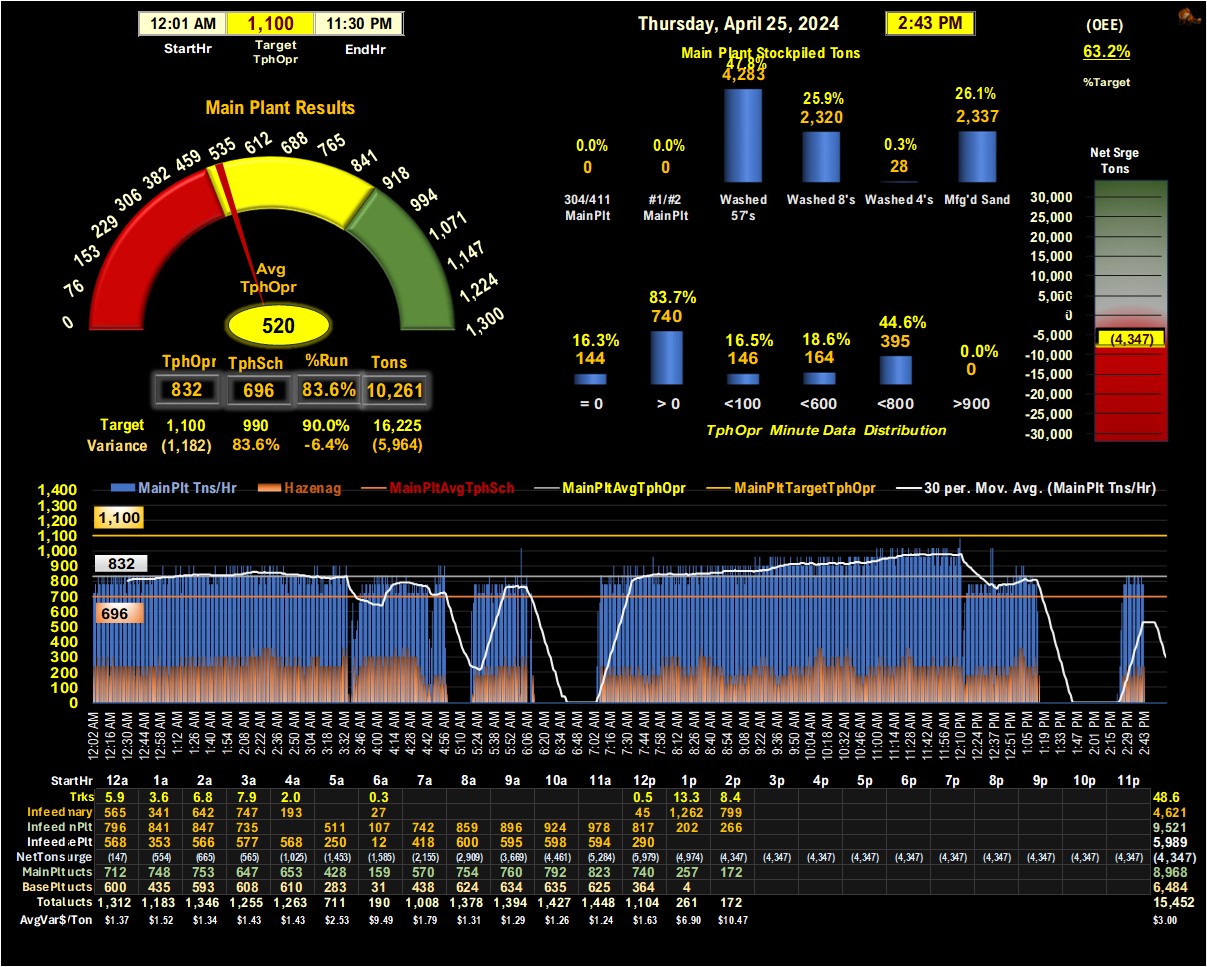 12:01 AM 1,100 11:30 PM
StartHr Target TphOpr EndHr
Thursday, April 25, 2024 2:43 PM
(OEE)
63.2%
%Target
Main Plant Stockpiled Tons
47.8% 25.9% 26.1%
4,283 2,320 2,337
0.0% 0.0% 0.3%
0 0 28
304/411 MainPlt #1/#2 MainPlt Washed 57's Washed 8's Washed 4's Mfg'd Sand
Main Plant Results
0 76 153 229 306 382 459 535 612 688 765 841 918 994 1,071 1,147 1,224 1,300
Avg
TphOpr
520
TphOpr TphSch %Run Tons
832 696 83.6% 10,261
Target 1,100 990 90.0% 16,225
Variance (1,182) 83.6% -6.4% (5,964)
16.3% 83.7% 16.5% 18.6% 44.6% 0.0%
144 740 146 164 395 0
= 0 > 0 <100 <600 <800 >900
TphOpr Minute Data Distribution
Net Srge
Tons
30,000
25,000
20,000
15,000
10,000
5,000
0
-5,000
(4,347)
-10,000
-15,000
-20,000
-25,000
-30,000
MainPlt Tns/Hr Hazenag MainPltAvgTphSch MainPltAvgTphOpr MainPltTargetTphOpr 30 per. Mov. Avg. (MainPlt Tns/Hr)
1,400
1,300
1,200
1,100
1,000
900
800
700
600
500
400
300
200
100
0
1,100
832
696
12:02 AM 12:16 AM 12:30 AM 12:44 AM 12:58 AM 1:12 AM 1:26 AM 1:40 AM 1:54 AM 2:08 AM 2:22 AM 2:36 AM 2:50 AM 3:04 AM 3:18 AM 3:32 AM 3:46 AM 4:00 AM 4:14 AM 4:28 AM 4:42 AM 4:56 AM 5:10 AM 5:24 AM 5:38 AM 5:52 AM 6:06 AM 6:20 AM 6:34 AM 6:48 AM 7:02 AM 7:16 AM 7:30 AM 7:44 AM 7:58 AM 8:12 AM 8:26 AM 8:40 AM 8:54 AM 9:08 AM 9:22 AM 9:36 AM 9:50 AM 10:04 AM 10:18 AM 10:32 AM 10:46 AM 11:00 AM 11:14 AM 11:28 AM 11:42 AM 11:56 AM 12:10 PM 12:23 PM 12:37 PM 12:51 PM 1:05 PM 1:19 PM 1:33 PM 1:47 PM 2:01 PM 2:15 PM 2:29 PM 2:43 PM
StartHr 12a 1a 2a 3a 4a 5a 6a 7a 8a 9a 10a 11a 12p 1p 2p 3p 4p 5p 6p 7p 8p 9p 10p 11p
Trks 5.9 3.6 6.8 7.9 2.0 0.3 0.5 13.3 8.4 48.6
Infeed mary 565 341 642 747 193 27 45 1,262 799 4,621
Infeed nPlt 796 841 847 735 511 107 742 859 896 924 978 817 202 266 9,521
Infeed ePlt 568 353 566 577 568 250 12 418 600 595 598 594 290 5,989
NetTons urge (147) (554) (665) (565) (1,025) (1,453) (1,585) (2,155) (2,909) (3,669) (4,461) (5,284) (5,979) (4,974) (4,347) (4,347) (4,347) (4,347) (4,347) (4,347) (4,347) (4,347) (4,347) (4,347) (4,347)
MainPlt ucts 712 748 753 647 653 428 159 570 754 760 792 823 740 257 172 8,968
BasePlt ucts 600 435 593 608 610 283 31 438 624 634 635 625 364 4 6,484
Total ucts 1,312 1,183 1,346 1,255 1,263 711 190 1,008 1,378 1,394 1,427 1,448 1,104 261 172 15,452
AvgVar$/Ton $1.37 $1.52 $1.34 $1.43 $1.43 $2.53 $9.49 $1.79 $1.31 $1.29 $1.26 $1.24 $1.63 $6.90 $10.47 $3.00